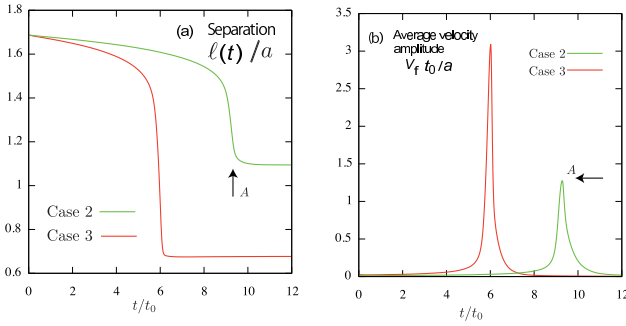 (a) Separation
ℓ(t) /a
1.8
1.6
1.4
1.2
1
0.8
0.6
A
Case 2
Case 3
0 2 4 6 8 10 12
t/t0
(b) Average velocity
amplitude
Vf t0/a
Case 2
Case 3
3.5
3
2.5
2
1.5
1
0.5
0
A
0 2 4 6 8 10 12
t/t0